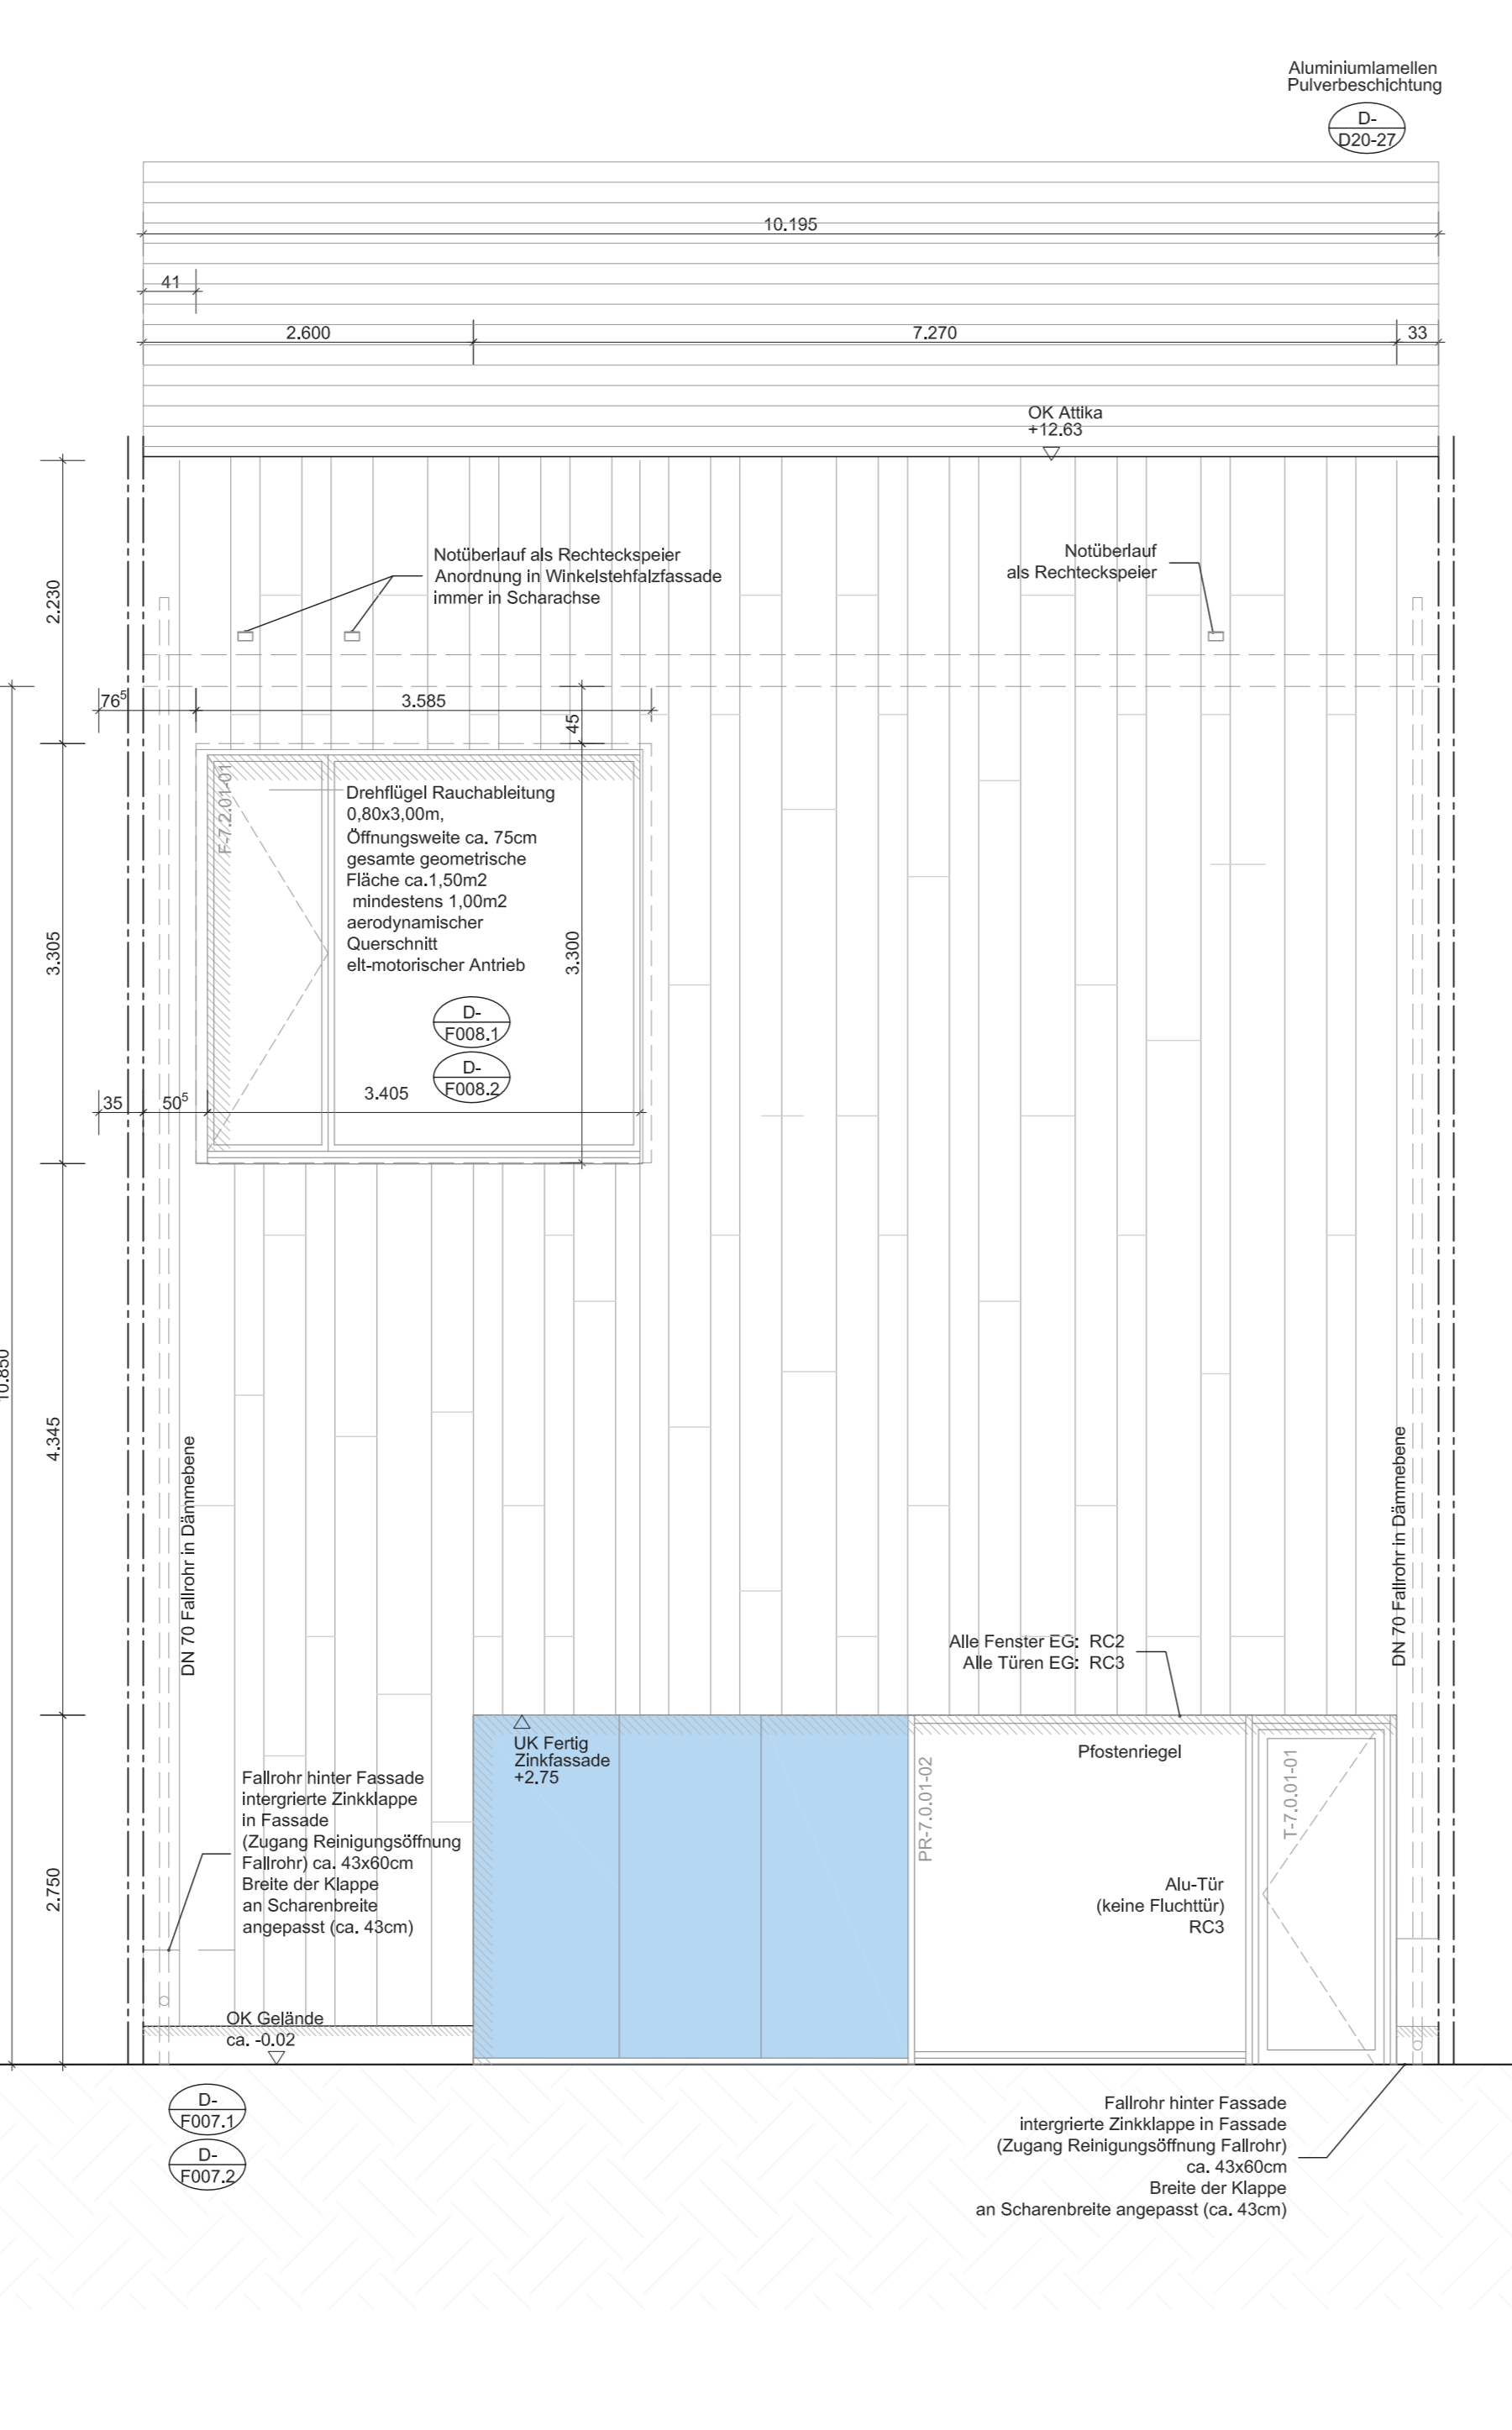 Aluminiumlamellen
Pulverbeschichtung
D-
D20-27
10.195
41
2.600
7.270
33
OK Attika
+12.63
Notüberlauf als Rechteckspeier
Anordnung in Winkelstehfalzfassade
immer in Scharachse
Notüberlauf
als Rechteckspeier
2.230
76⁵
3.585
45
F-7.2.01-01
Drehflügel Rauchableitung
0,80x3,00m,
Öffnungsweite ca. 75cm
gesamte geometrische
Fläche ca.1,50m2
mindestens 1,00m2
aerodynamischer
Querschnitt
elt-motorischer Antrieb
3.305
3.300
D-
F008.1
D-
F008.2
35
50⁵
3.405
10.850
4.345
DN 70 Fallrohr in Dämmebene
DN 70 Fallrohr in Dämmebene
Alle Fenster EG: RC2
Alle Türen EG: RC3
UK Fertig
Zinkfassade
+2.75
Pfostenriegel
PR-7.0.01-02
T-7.0.01-01
Fallrohr hinter Fassade
intergrierte Zinkklappe
in Fassade
(Zugang Reinigungsöffnung
Fallrohr) ca. 43x60cm
Breite der Klappe
an Scharenbreite
angepasst (ca. 43cm)
2.750
Alu-Tür
(keine Fluchttür)
RC3
OK Gelände
ca. -0.02
D-
F007.1
D-
F007.2
Fallrohr hinter Fassade
intergrierte Zinkklappe in Fassade
(Zugang Reinigungsöffnung Fallrohr)
ca. 43x60cm
Breite der Klappe
an Scharenbreite angepasst (ca. 43cm)